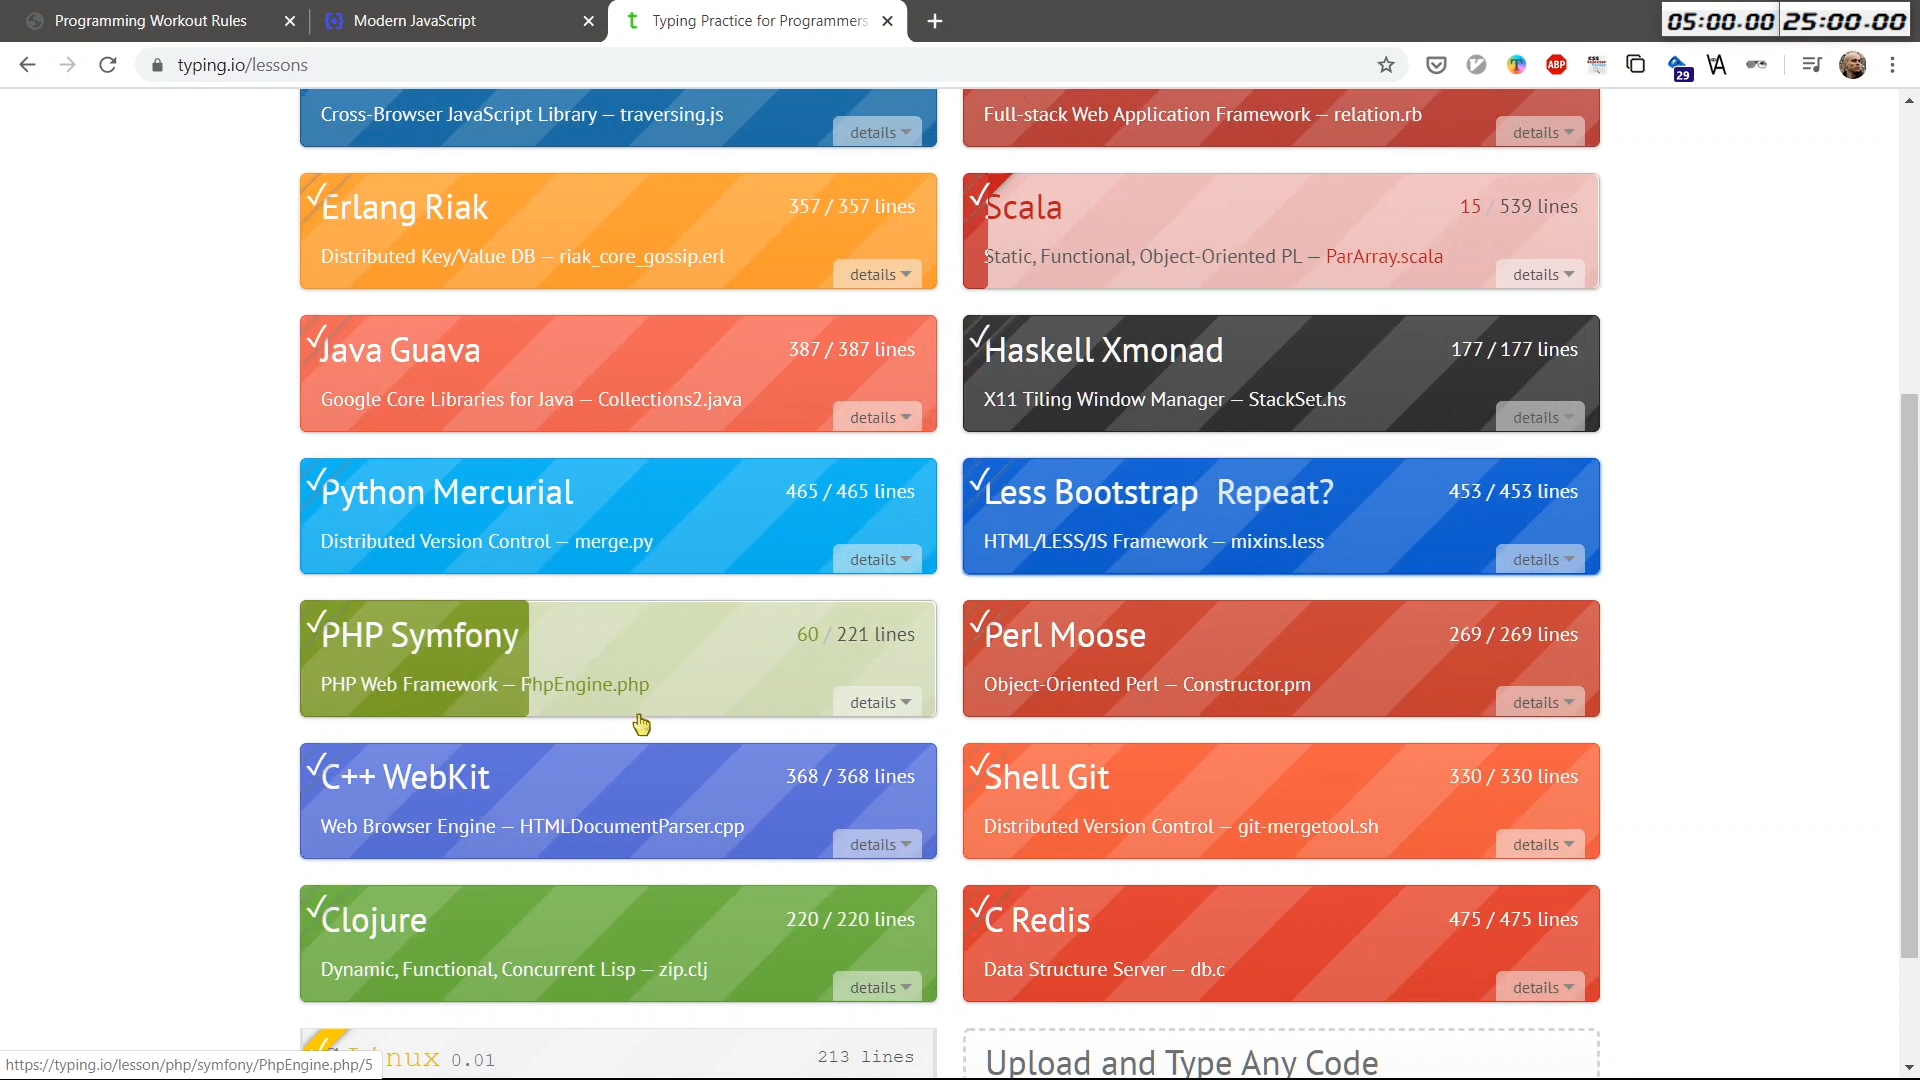 Programming Workout Rules
Modern JavaScript
Typing Practice for Programmers
05:00.00 25:00.00
typing.io/lessons
ABP
29
Cross-Browser JavaScript Library — traversing.js
details
Full-stack Web Application Framework — relation.rb
details
Erlang Riak
357 / 357 lines
Distributed Key/Value DB — riak_core_gossip.erl
details
Scala
15 / 539 lines
Static, Functional, Object-Oriented PL — ParArray.scala
details
Java Guava
387 / 387 lines
Google Core Libraries for Java — Collections2.java
details
Haskell Xmonad
177 / 177 lines
X11 Tiling Window Manager — StackSet.hs
details
Python Mercurial
465 / 465 lines
Distributed Version Control — merge.py
details
Less Bootstrap Repeat?
453 / 453 lines
HTML/LESS/JS Framework — mixins.less
details
PHP Symfony
60 / 221 lines
PHP Web Framework — PhpEngine.php
details
Perl Moose
269 / 269 lines
Object-Oriented Perl — Constructor.pm
details
C++ WebKit
368 / 368 lines
Web Browser Engine — HTMLDocumentParser.cpp
details
Shell Git
330 / 330 lines
Distributed Version Control — git-mergetool.sh
details
Clojure
220 / 220 lines
Dynamic, Functional, Concurrent Lisp — zip.clj
details
C Redis
475 / 475 lines
Data Structure Server — db.c
details
nux 0.01
213 lines
Upload and Type Any Code
https://typing.io/lesson/php/symfony/PhpEngine.php/5